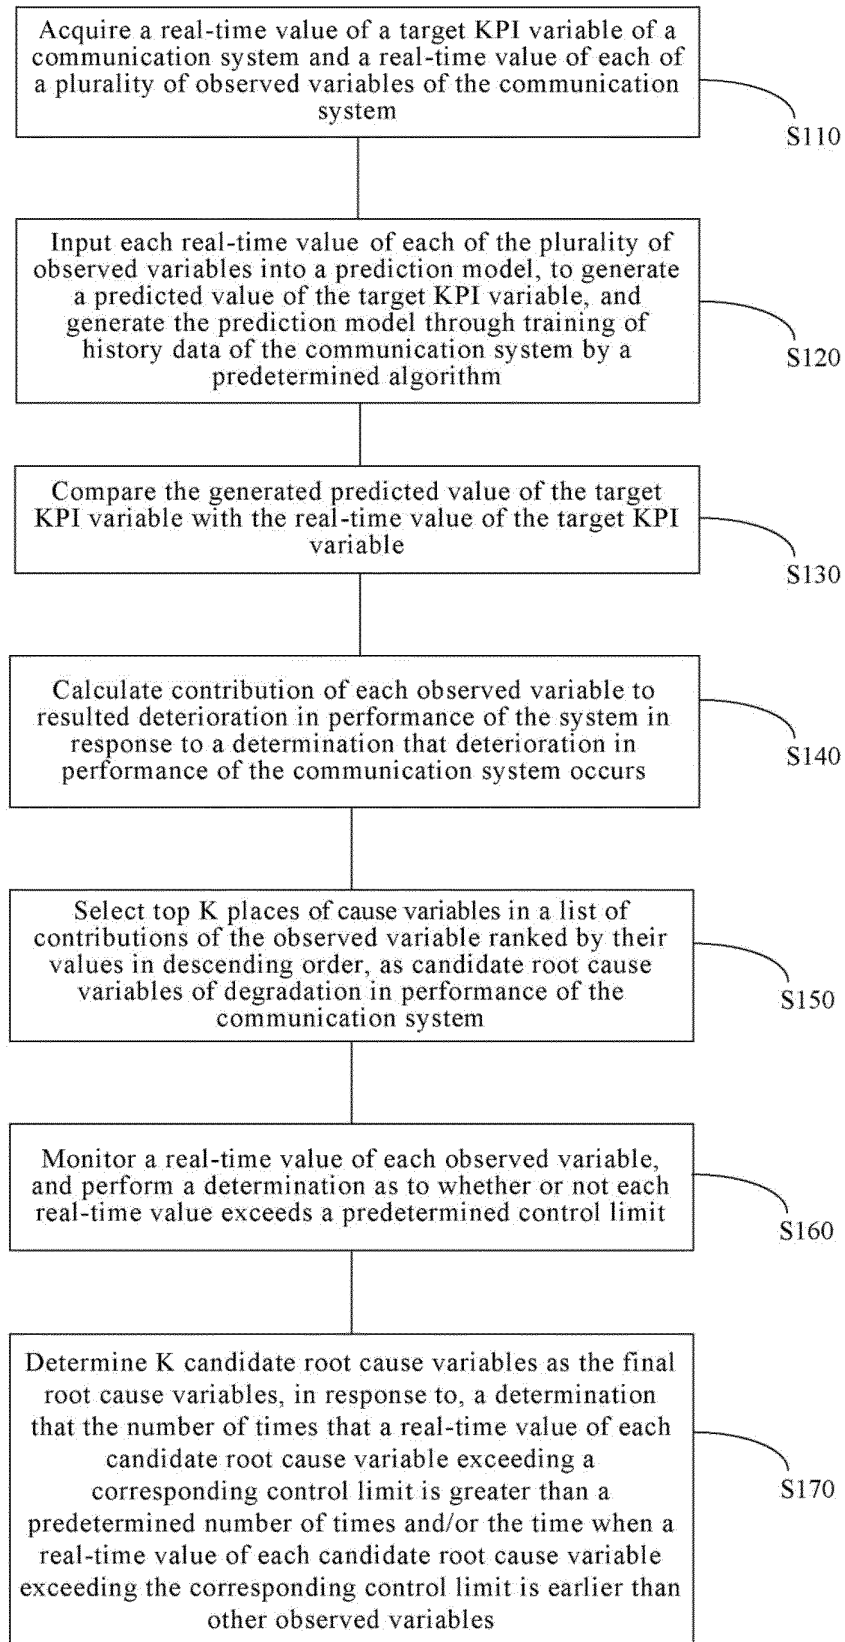 Acquire a real-time value of a target KPI variable of a
communication system and a real-time value of each of
a plurality of observed variables of the communication
system
S110
Input each real-time value of each of the plurality of
observed variables into a prediction model, to generate
a predicted value of the target KPI variable, and
generate the prediction model through training of
history data of the communication system by a
predetermined algorithm
S120
Compare the generated predicted value of the target
KPI variable with the real-time value of the target KPI
variable
S130
Calculate contribution of each observed variable to
resulted deterioration in performance of the system in
response to a determination that deterioration in
performance of the communication system occurs
S140
Select top K places of cause variables in a list of
contributions of the observed variable ranked by their
values in descending order, as candidate root cause
variables of degradation in performance of the
communication system
S150
Monitor a real-time value of each observed variable,
and perform a determination as to whether or not each
real-time value exceeds a predetermined control limit
S160
Determine K candidate root cause variables as the final
root cause variables, in response to, a determination
that the number of times that a real-time value of each
candidate root cause variable exceeding a
corresponding control limit is greater than a
predetermined number of times and/or the time when a
real-time value of each candidate root cause variable
exceeding the corresponding control limit is earlier than
other observed variables
S170